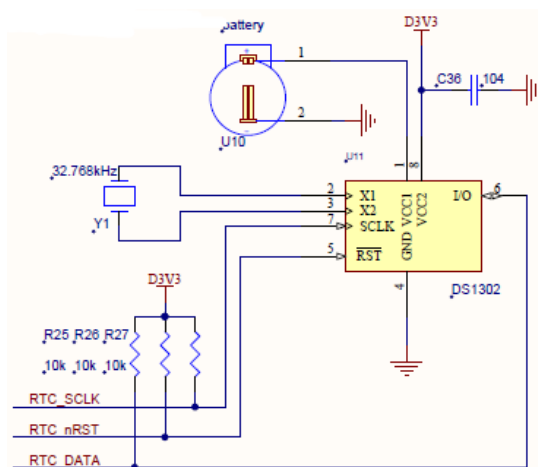 battery
D3V3
1
C36 104
2
U10
U11
1 8
32.768kHz
2 X1 I/O 6
3 X2
7 SCLK
5 RST
GND VCC1 VCC2
Y1
4
DS1302
D3V3
R25 R26 R27
10k 10k 10k
RTC_SCLK
RTC_nRST
RTC_DATA